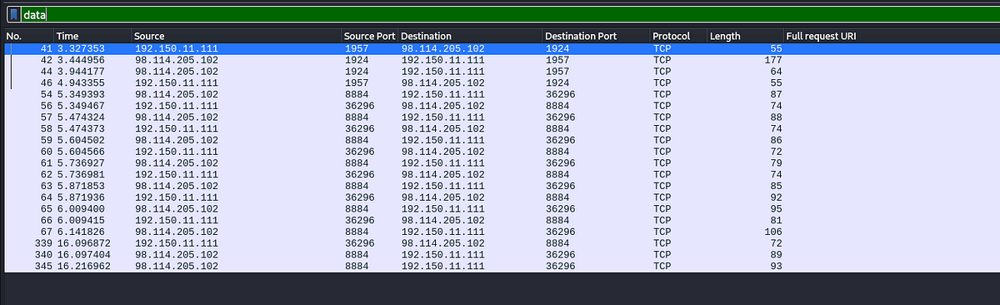 data
No. Time Source Source Port Destination Destination Port Protocol Length Full request URI
41 3.327353 192.150.11.111 1957 98.114.205.102 1924 TCP 55
42 3.444956 98.114.205.102 1924 192.150.11.111 1957 TCP 177
44 3.944177 98.114.205.102 1924 192.150.11.111 1957 TCP 64
46 4.943355 192.150.11.111 1957 98.114.205.102 1924 TCP 55
54 5.349393 98.114.205.102 8884 192.150.11.111 36296 TCP 87
56 5.349467 192.150.11.111 36296 98.114.205.102 8884 TCP 74
57 5.474324 98.114.205.102 8884 192.150.11.111 36296 TCP 88
58 5.474373 192.150.11.111 36296 98.114.205.102 8884 TCP 74
59 5.604502 98.114.205.102 8884 192.150.11.111 36296 TCP 86
60 5.604566 192.150.11.111 36296 98.114.205.102 8884 TCP 72
61 5.736927 98.114.205.102 8884 192.150.11.111 36296 TCP 79
62 5.736981 192.150.11.111 36296 98.114.205.102 8884 TCP 74
63 5.871853 98.114.205.102 8884 192.150.11.111 36296 TCP 85
64 5.871936 192.150.11.111 36296 98.114.205.102 8884 TCP 92
65 6.009400 98.114.205.102 8884 192.150.11.111 36296 TCP 95
66 6.009415 192.150.11.111 36296 98.114.205.102 8884 TCP 81
67 6.141826 98.114.205.102 8884 192.150.11.111 36296 TCP 106
339 16.096872 192.150.11.111 36296 98.114.205.102 8884 TCP 72
340 16.097404 98.114.205.102 8884 192.150.11.111 36296 TCP 89
345 16.216962 98.114.205.102 8884 192.150.11.111 36296 TCP 93